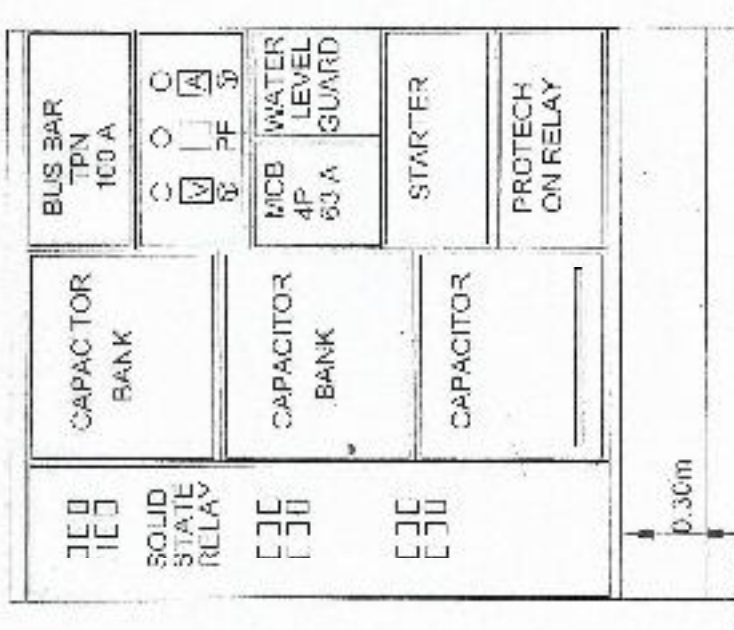 BUS BAR
TPN
100 A
A
PF
V
WATER
LEVEL
GUARD
MCB
4P
63 A
STARTER
PROTECH
ON RELAY
CAPACITOR
BANK
CAPACITOR
BANK
CAPACITOR
SOLID
STATE
RELAY
0.30m